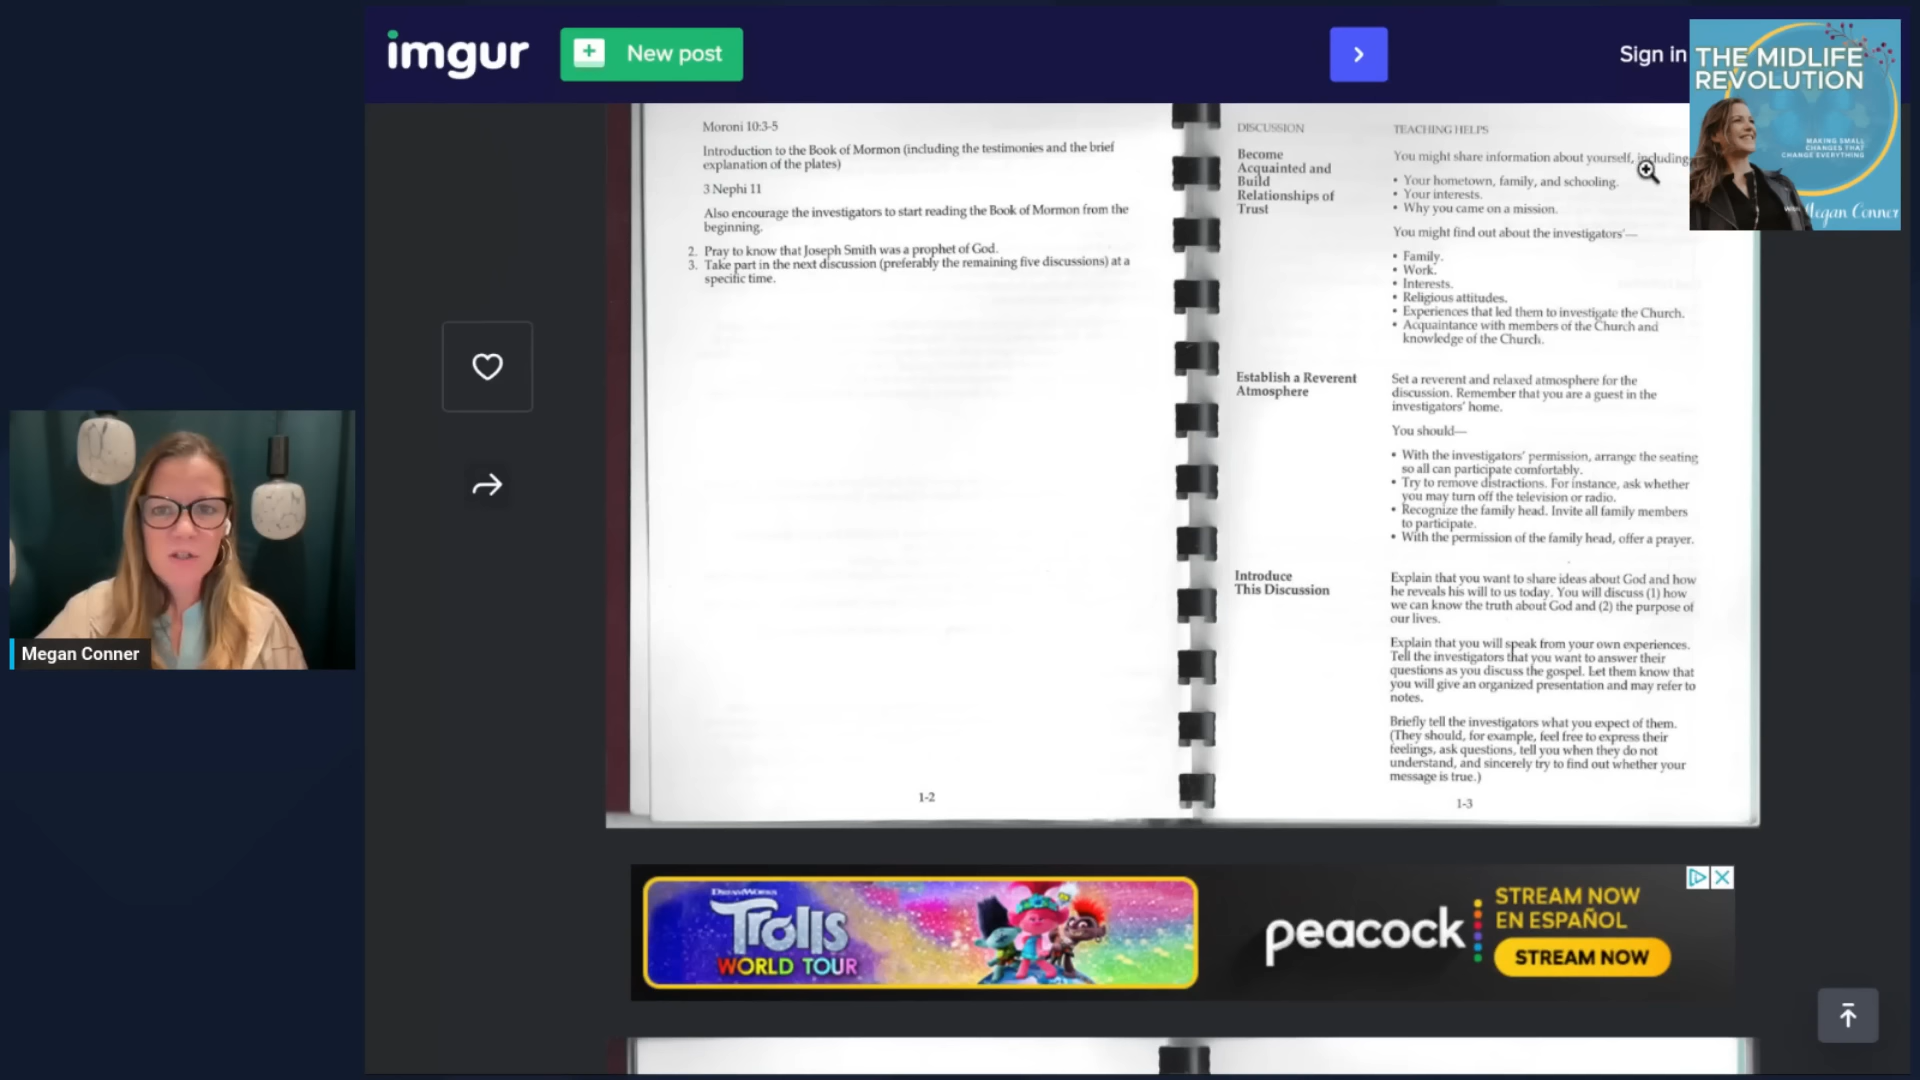 imgur
New post
Sign in
THE MIDLIFE
REVOLUTION
MAKING SMALL
CHANGES THAT
CHANGE EVERYTHING
WITH Megan Conner
Moroni 10:3-5
Introduction to the Book of Mormon (including the testimonies and the brief
explanation of the plates)
3 Nephi 11
Also encourage the investigators to start reading the Book of Mormon from the
beginning.
2. Pray to know that Joseph Smith was a prophet of God.
3. Take part in the next discussion (preferably the remaining five discussions) at a
specific time.
1-2
DISCUSSION
TEACHING HELPS
Become
Acquainted and
Build
Relationships of
Trust
You might share information about yourself, including
• Your hometown, family, and schooling.
• Your interests.
• Why you came on a mission.
You might find out about the investigators'—
• Family.
• Work.
• Interests.
• Religious attitudes.
• Experiences that led them to investigate the Church.
• Acquaintance with members of the Church and
knowledge of the Church.
Establish a Reverent
Atmosphere
Set a reverent and relaxed atmosphere for the
discussion. Remember that you are a guest in the
investigators' home.
You should—
• With the investigators' permission, arrange the seating
so all can participate comfortably.
• Try to remove distractions. For instance, ask whether
you may turn off the television or radio.
• Recognize the family head. Invite all family members
to participate.
• With the permission of the family head, offer a prayer.
Introduce
This Discussion
Explain that you want to share ideas about God and how
he reveals his will to us today. You will discuss (1) how
we can know the truth about God and (2) the purpose of
our lives.
Explain that you will speak from your own experiences.
Tell the investigators that you want to answer their
questions as you discuss the gospel. Let them know that
you will give an organized presentation and may refer to
notes.
Briefly tell the investigators what you expect of them.
(They should, for example, feel free to express their
feelings, ask questions, tell you when they do not
understand, and sincerely try to find out whether your
message is true.)
1-3
Megan Conner
DREAMWORKS
Trolls
WORLD TOUR
peacock
STREAM NOW
EN ESPAÑOL
STREAM NOW